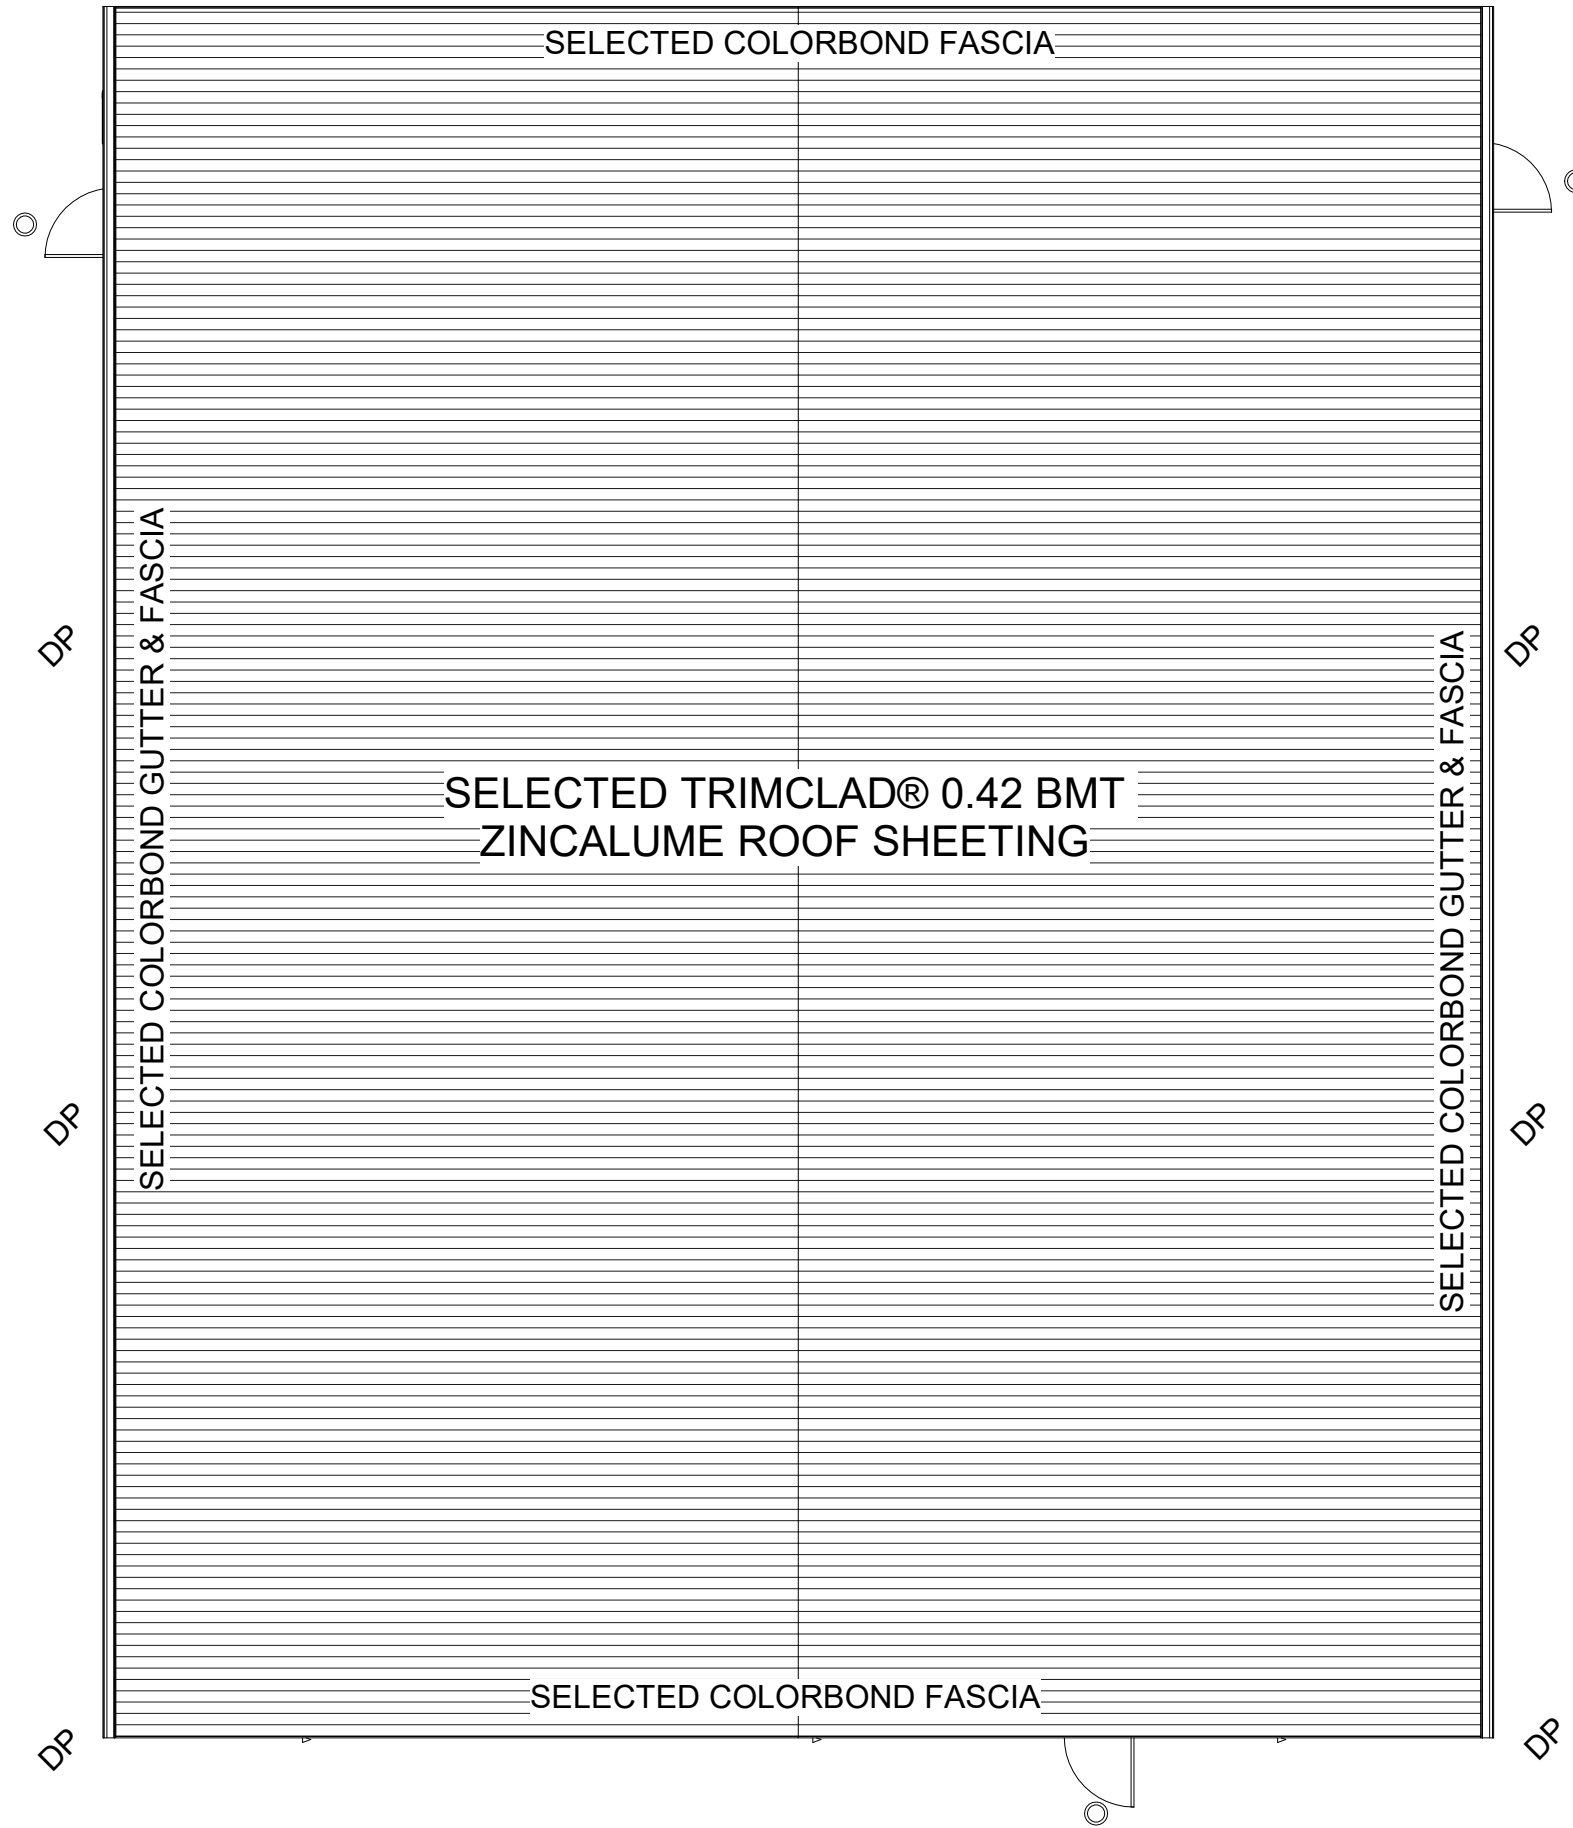 SELECTED COLORBOND FASCIA
SELECTED COLORBOND GUTTER & FASCIA
DP
DP
SELECTED COLORBOND GUTTER & FASCIA
SELECTED TRIMCLAD® 0.42 BMT
ZINCALUME ROOF SHEETING
DP
DP
SELECTED COLORBOND FASCIA
DP
DP